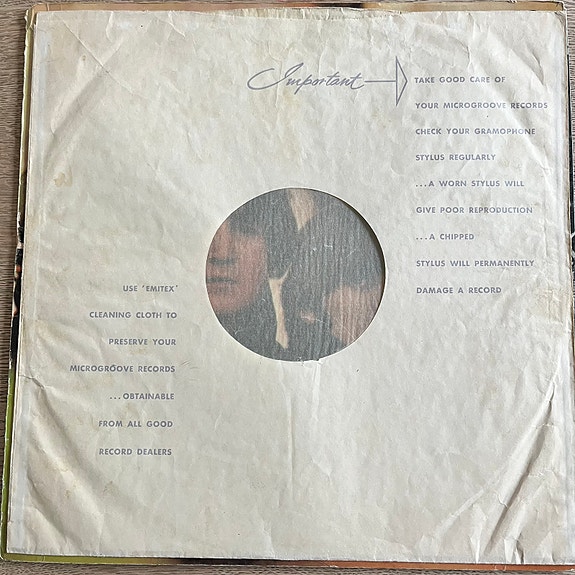 Important
TAKE GOOD CARE OF
YOUR MICROGROOVE RECORDS
CHECK YOUR GRAMOPHONE
STYLUS REGULARLY
...A WORN STYLUS WILL
GIVE POOR REPRODUCTION
...A CHIPPED
STYLUS WILL PERMANENTLY
DAMAGE A RECORD
USE 'EMITEX'
CLEANING CLOTH TO
PRESERVE YOUR
MICROGROOVE RECORDS
...OBTAINABLE
FROM ALL GOOD
RECORD DEALERS